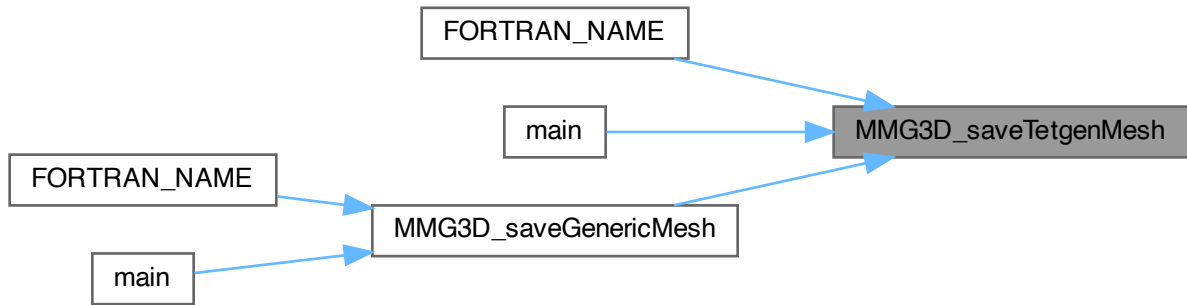 FORTRAN_NAME
main
MMG3D_saveTetgenMesh
FORTRAN_NAME
MMG3D_saveGenericMesh
main